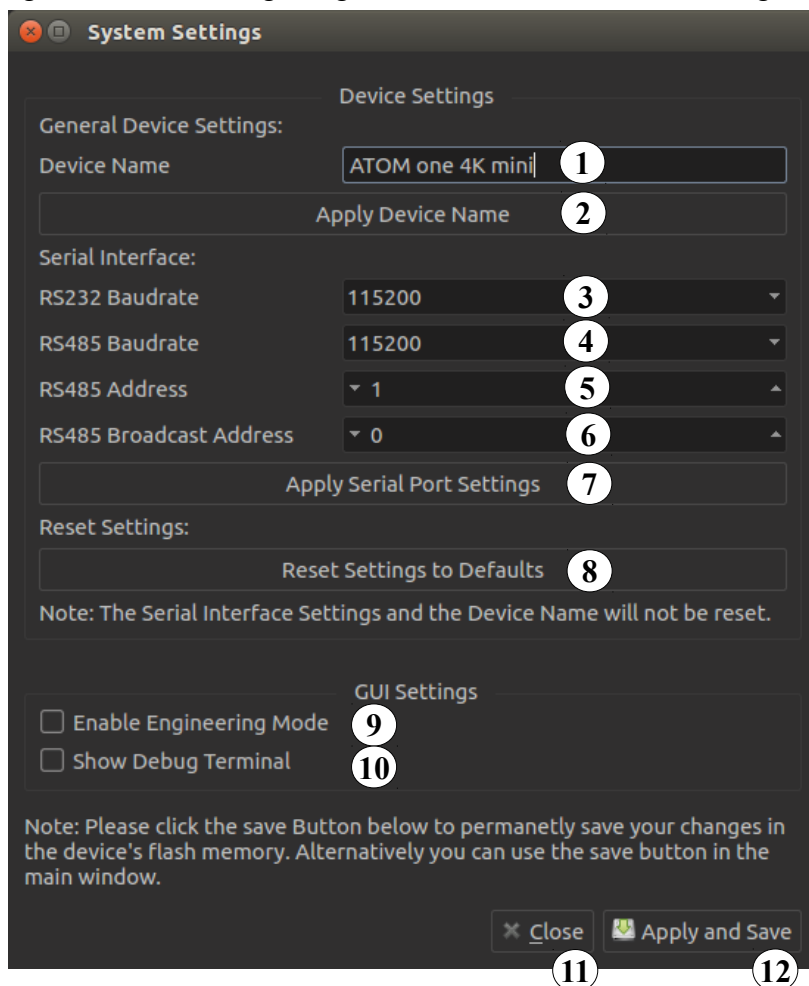 System Settings
Device Settings
General Device Settings:
Device Name ATOM one 4K mini 1
Apply Device Name 2
Serial Interface:
RS232 Baudrate 115200 3
RS485 Baudrate 115200 4
RS485 Address 1 5
RS485 Broadcast Address 0 6
Apply Serial Port Settings 7
Reset Settings:
Reset Settings to Defaults 8
Note: The Serial Interface Settings and the Device Name will not be reset.
GUI Settings
Enable Engineering Mode 9
Show Debug Terminal 10
Note: Please click the save Button below to permanetly save your changes in
the device's flash memory. Alternatively you can use the save button in the
main window.
Close Apply and Save
11 12